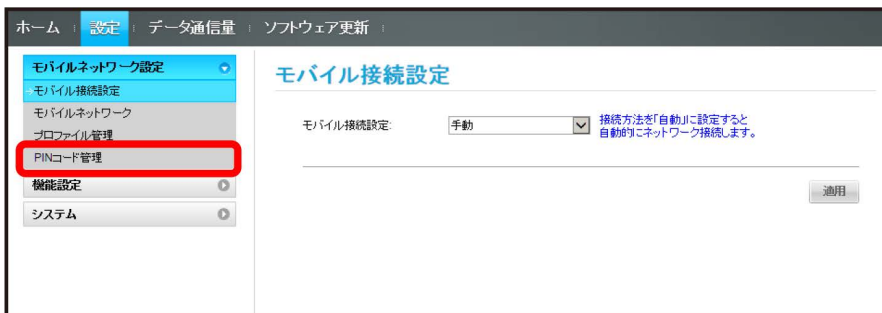 ホーム 設定 データ通信量 ソフトウェア更新
モバイルネットワーク設定
モバイル接続設定
モバイルネットワーク
プロファイル管理
PINコード管理
機能設定
システム
モバイル接続設定
モバイル接続設定:
手動
接続方法を「自動」に設定すると
自動的にネットワーク接続します。
適用